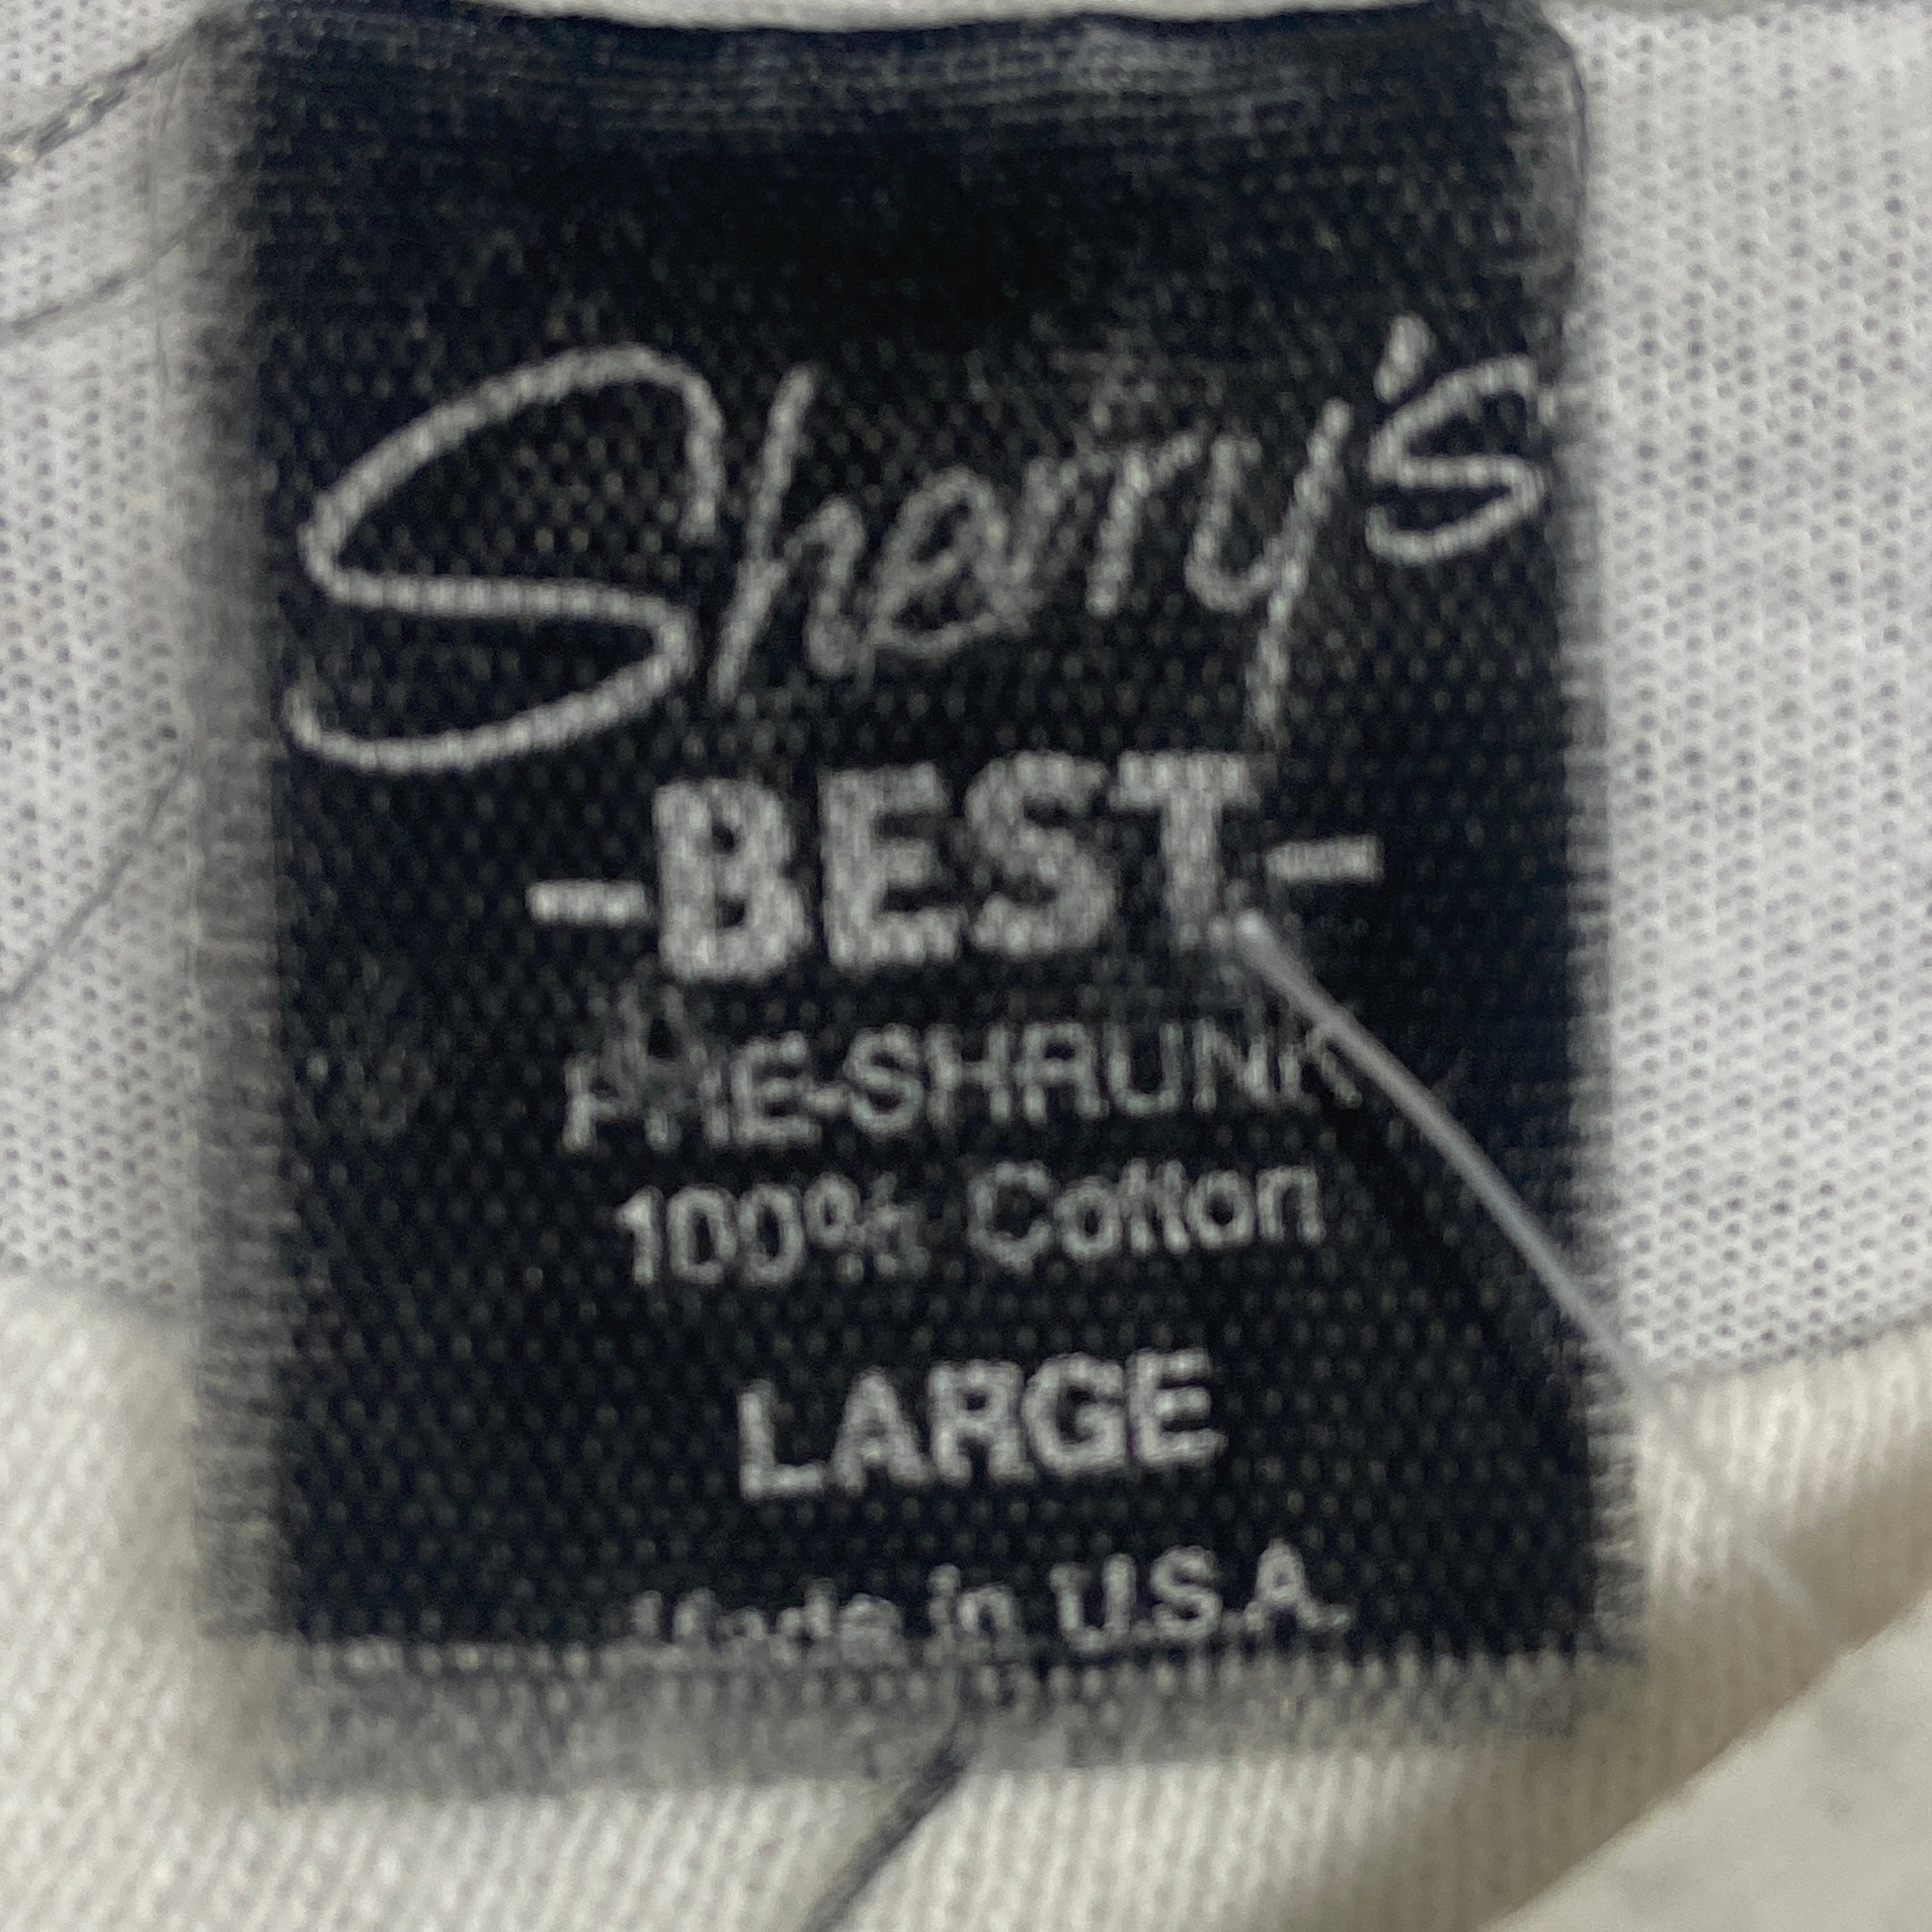 Sherry's
-BEST-
PRE-SHRUNK
100% Cotton
LARGE
Made in U.S.A.